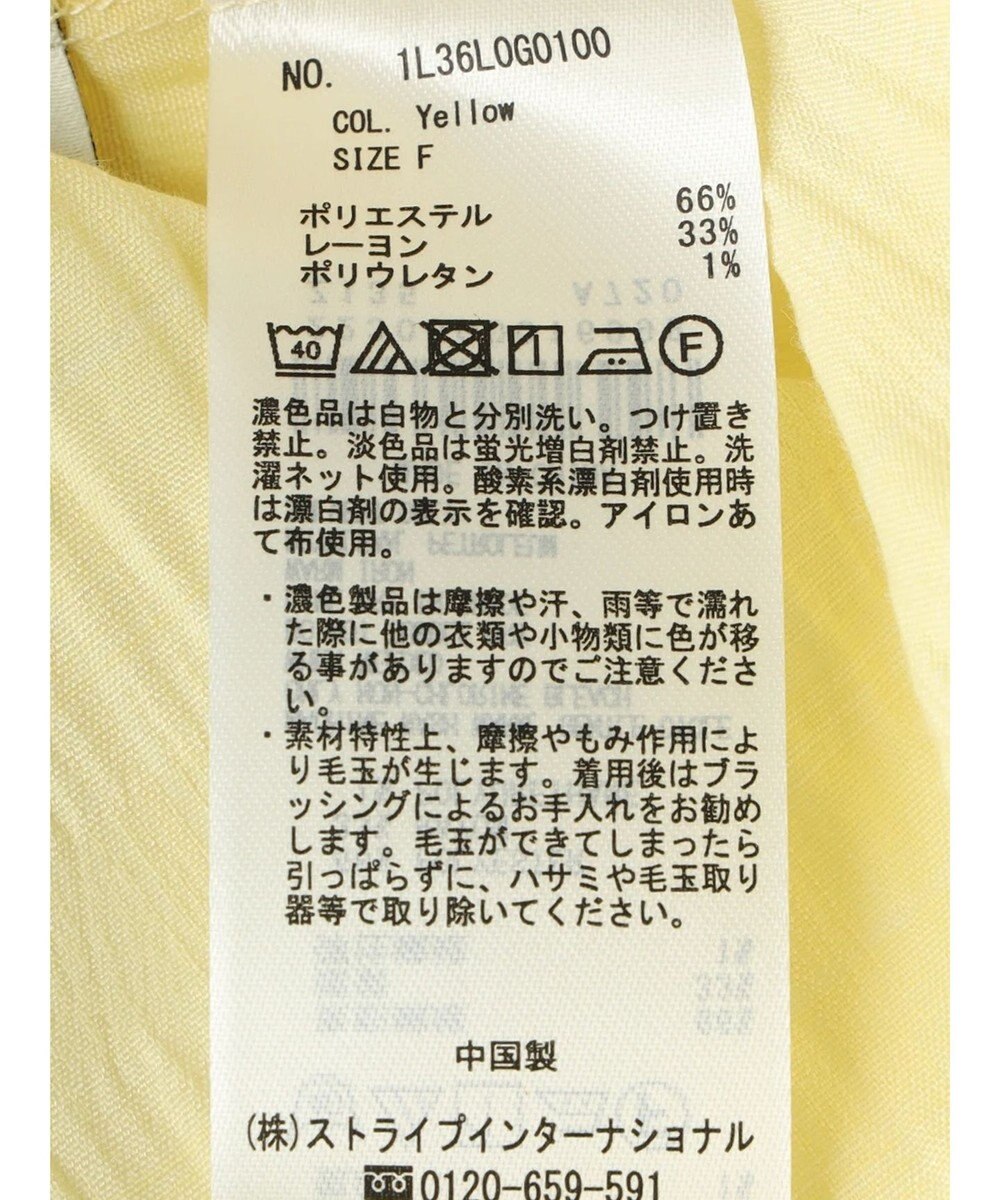 NO. 1L36L0G0100
COL. Yellow
SIZE F
ポリエステル 66%
レーヨン 33%
ポリウレタン 1%
40 F
濃色品は白物と分別洗い。つけ置き
禁止。淡色品は蛍光増白剤禁止。洗
濯ネット使用。酸素系漂白剤使用時
は漂白剤の表示を確認。アイロンあ
て布使用。
・濃色製品は摩擦や汗、雨等で濡れ
た際に他の衣類や小物類に色が移
る事がありますのでご注意くださ
い。
・素材特性上、摩擦やもみ作用によ
り毛玉が生じます。着用後はブラ
ッシングによるお手入れをお勧め
します。毛玉ができてしまったら
引っぱらずに、ハサミや毛玉取り
器等で取り除いてください。
中国製
(株)ストライプインターナショナル
0120-659-591